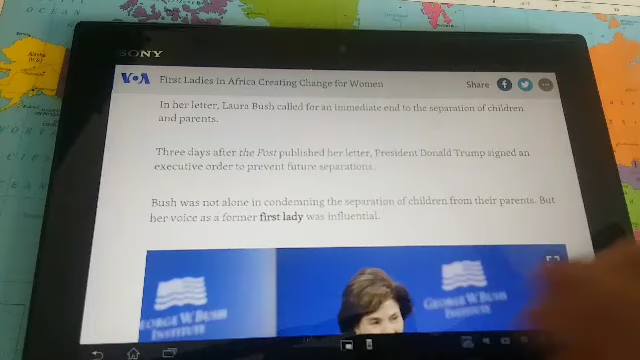 SONY
VOA First Ladies in Africa Creating Change for Women Share
In her letter, Laura Bush called for an immediate end to the separation of children
and parents.
Three days after the Post published her letter, President Donald Trump signed an
executive order to prevent future separations.
Bush was not alone in condemning the separation of children from their parents. But
her voice as a former first lady was influential.
GEORGE W. BUSH
INSTITUTE
GEORGE W. BUSH
INSTITUTE